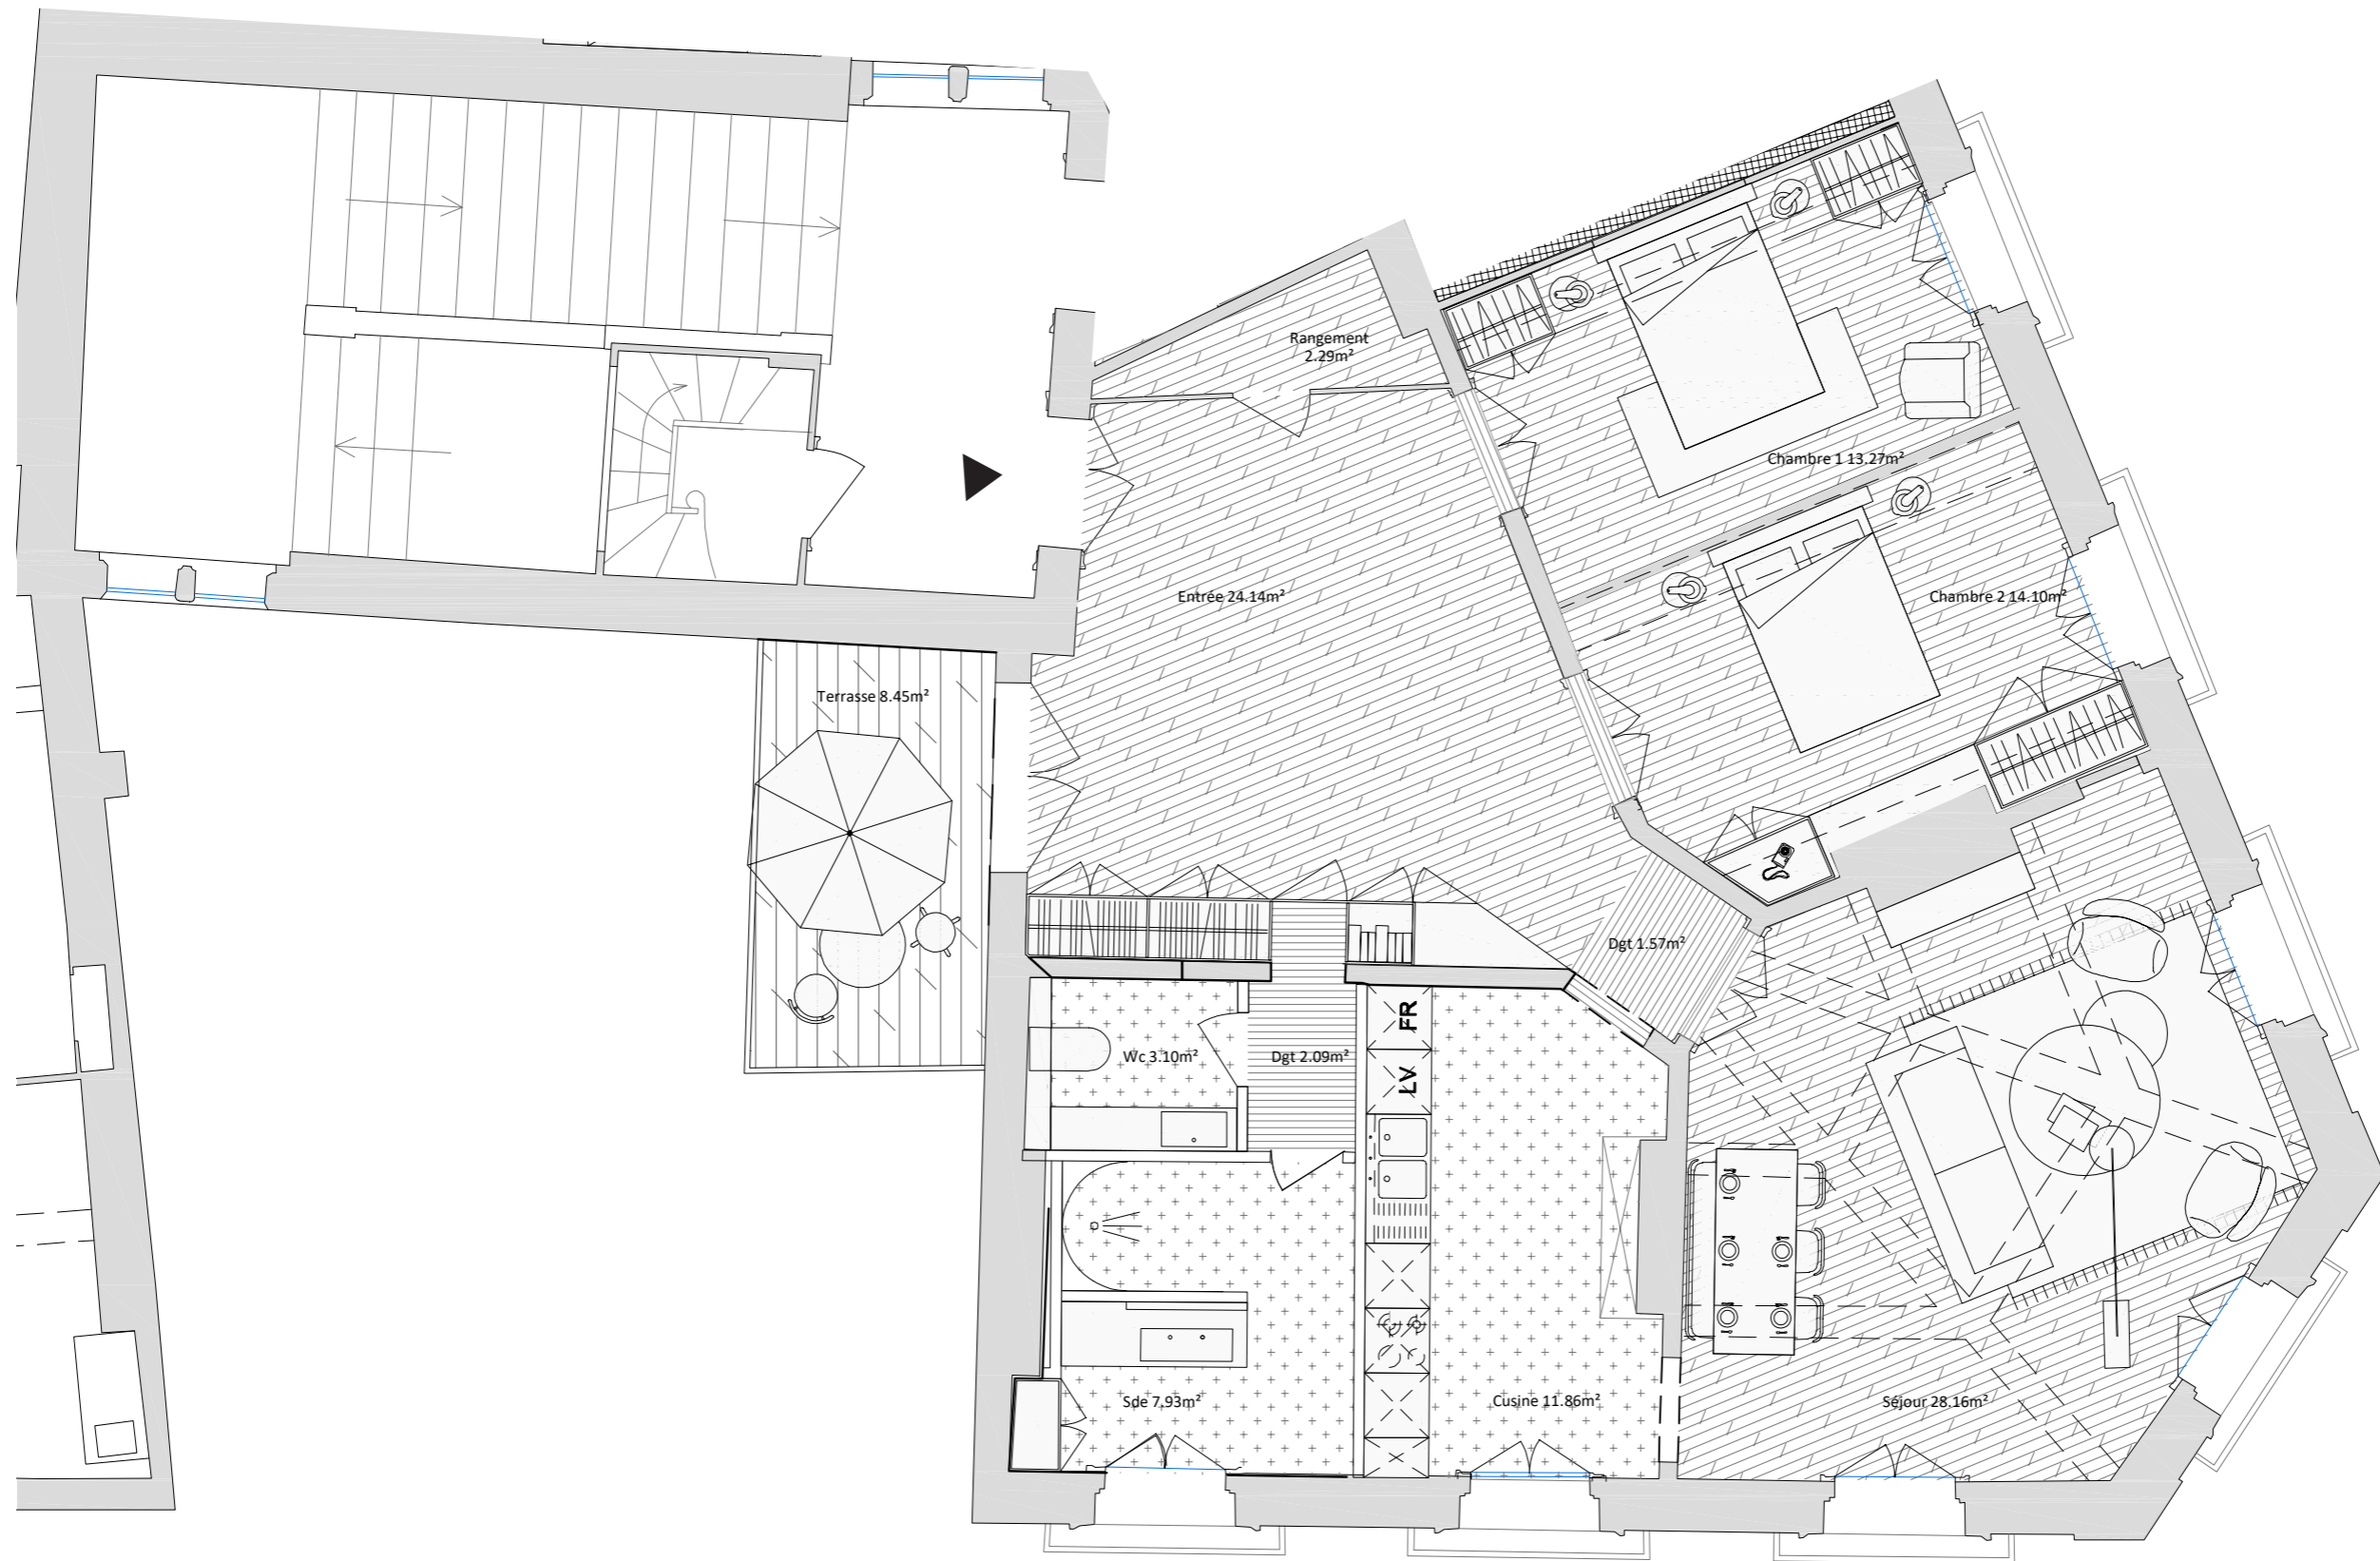 Rangement
2.29m²
Chambre 1 13.27m²
Entrée 24.14m²
Chambre 2 14.10m²
Terrasse 8.45m²
Dgt 1.57m²
FR
Wc 3.10m²
Dgt 2.09m²
LV
Sde 7.93m²
Cusine 11.86m²
Séjour 28.16m²